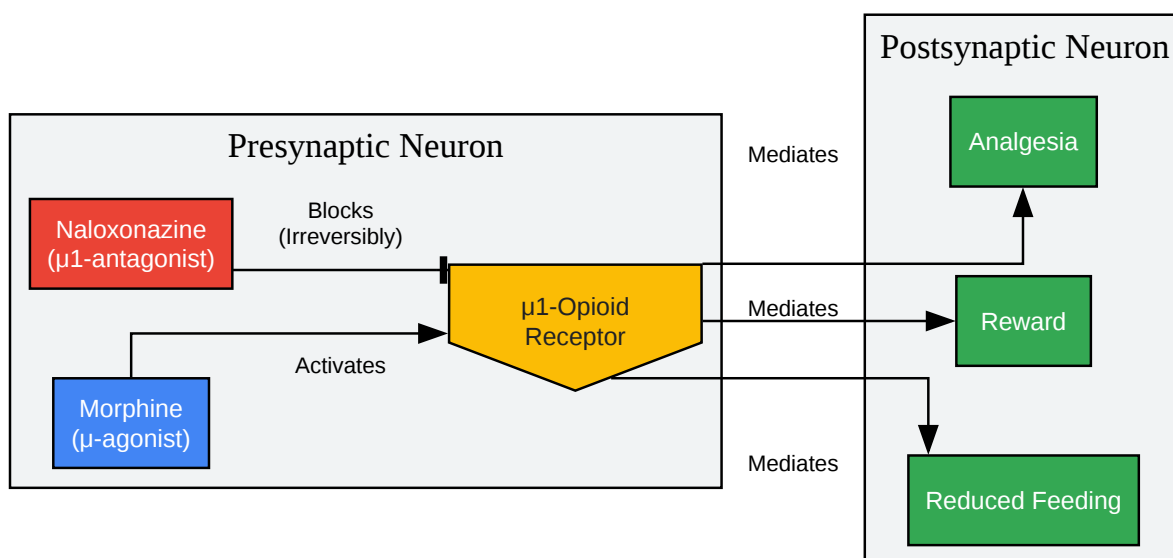 Presynaptic Neuron
Naloxonazine
(μ1-antagonist)
Blocks
(Irreversibly)
μ1-Opioid
Receptor
Activates
Morphine
(μ-agonist)
Mediates
Mediates
Mediates
Postsynaptic Neuron
Analgesia
Reward
Reduced Feeding